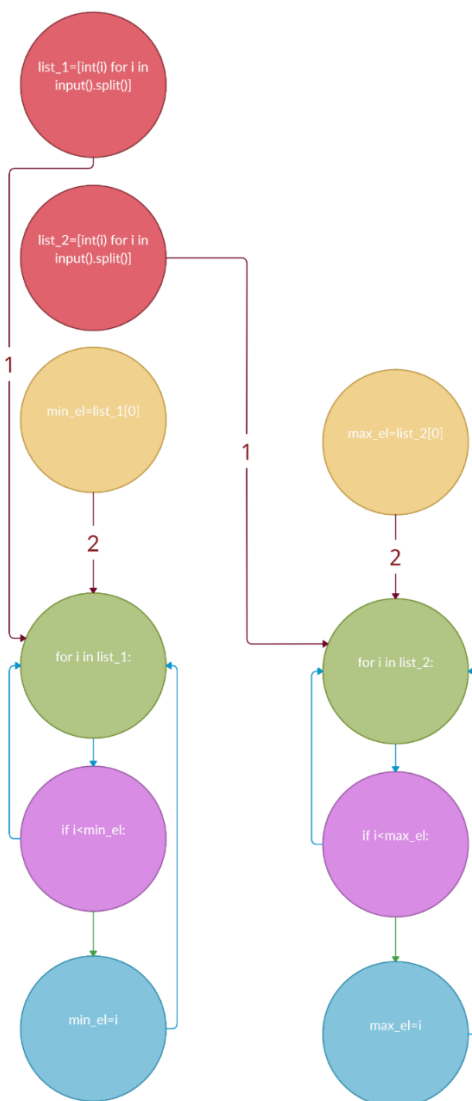 list_1=[int(i) for i in
input().split()]
list_2=[int(i) for i in
input().split()]
1
min_el=list_1[0]
max_el=list_2[0]
1
2
2
for i in list_1:
for i in list_2:
if i<min_el:
if i<max_el:
min_el=i
max_el=i